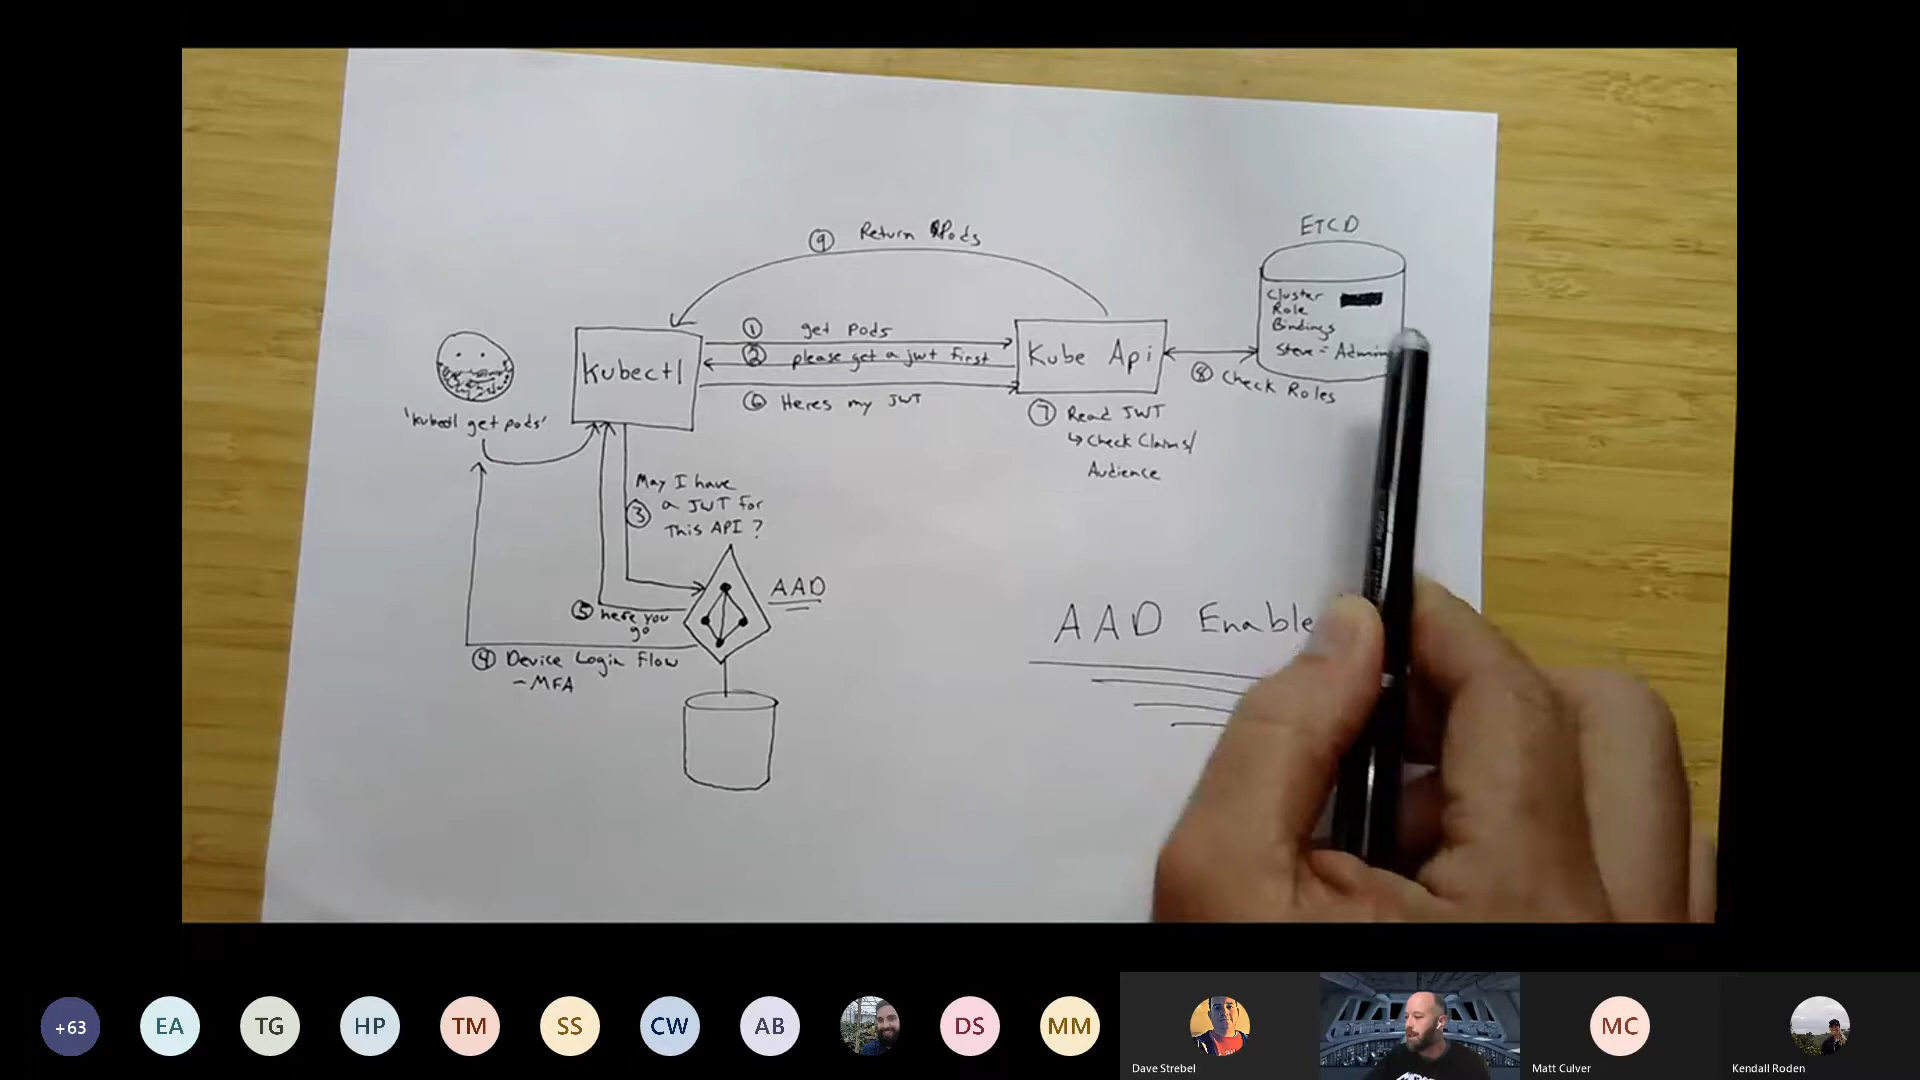 ETCD
⑨ Return Pods
Cluster
Role
Bindings
Steve = Admin
① get pods
② please get a jwt first
⑥ Heres my JWT
kubectl
Kube Api
⑧ Check Roles
'kubectl get pods'
⑦ Read JWT
↳ Check Claims/
Audience
May I have
③ a JWT for
This API ?
AAD
⑤ here you
go
④ Device Login Flow
- MFA
AAD Enable
+63
EA
TG
HP
TM
SS
CW
AB
DS
MM
MC
Dave Strebel
Matt Culver
Kendall Roden